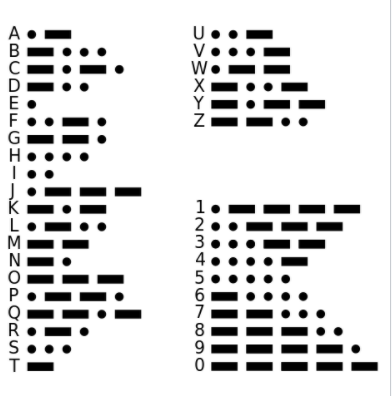 A • −
B − • • •
C − • − •
D − • •
E •
F • • − •
G − − •
H • • • •
I • •
J • − − −
K − • −
L • − • •
M − −
N − •
O − − −
P • − − •
Q − − • −
R • − •
S • • •
T −
U • • −
V • • • −
W • − −
X − • • −
Y − • − −
Z − − • •
1 • − − − −
2 • • − − −
3 • • • − −
4 • • • • −
5 • • • • •
6 − • • • •
7 − − • • •
8 − − − • •
9 − − − − •
0 − − − − −